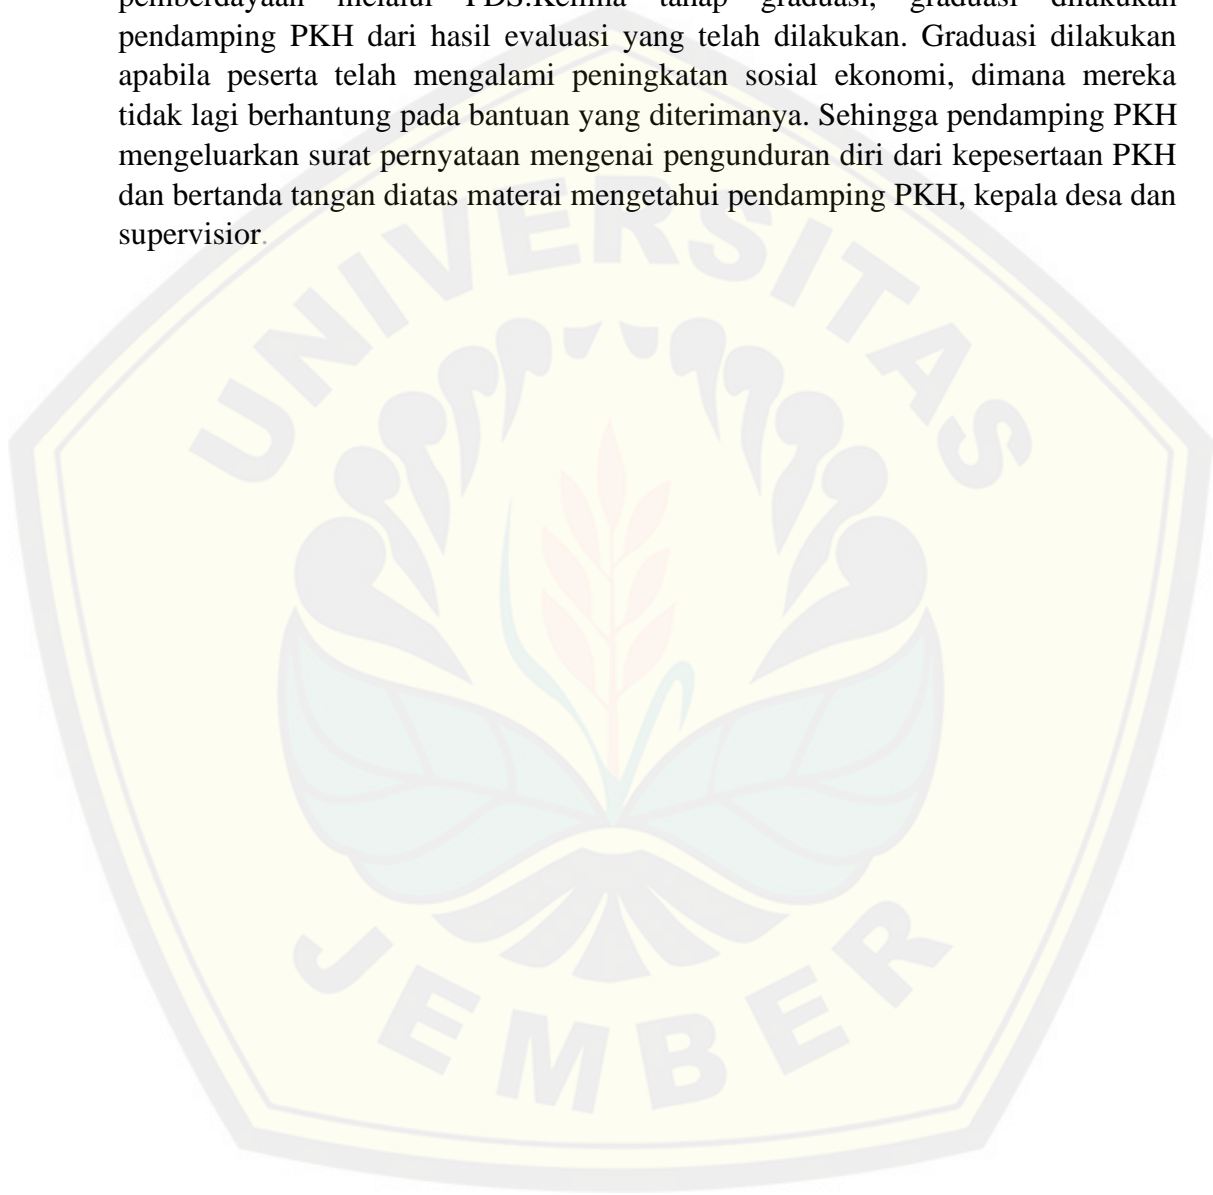 pemberdayaan melalui FDS.Kelima tahap graduasi, graduasi dilakukan
pendamping PKH dari hasil evaluasi yang telah dilakukan. Graduasi dilakukan
apabila peserta telah mengalami peningkatan sosial ekonomi, dimana mereka
tidak lagi berhantung pada bantuan yang diterimanya. Sehingga pendamping PKH
mengeluarkan surat pernyataan mengenai pengunduran diri dari kepesertaan PKH
dan bertanda tangan diatas materai mengetahui pendamping PKH, kepala desa dan
supervisior.
UNIVERSITAS
JEMBER